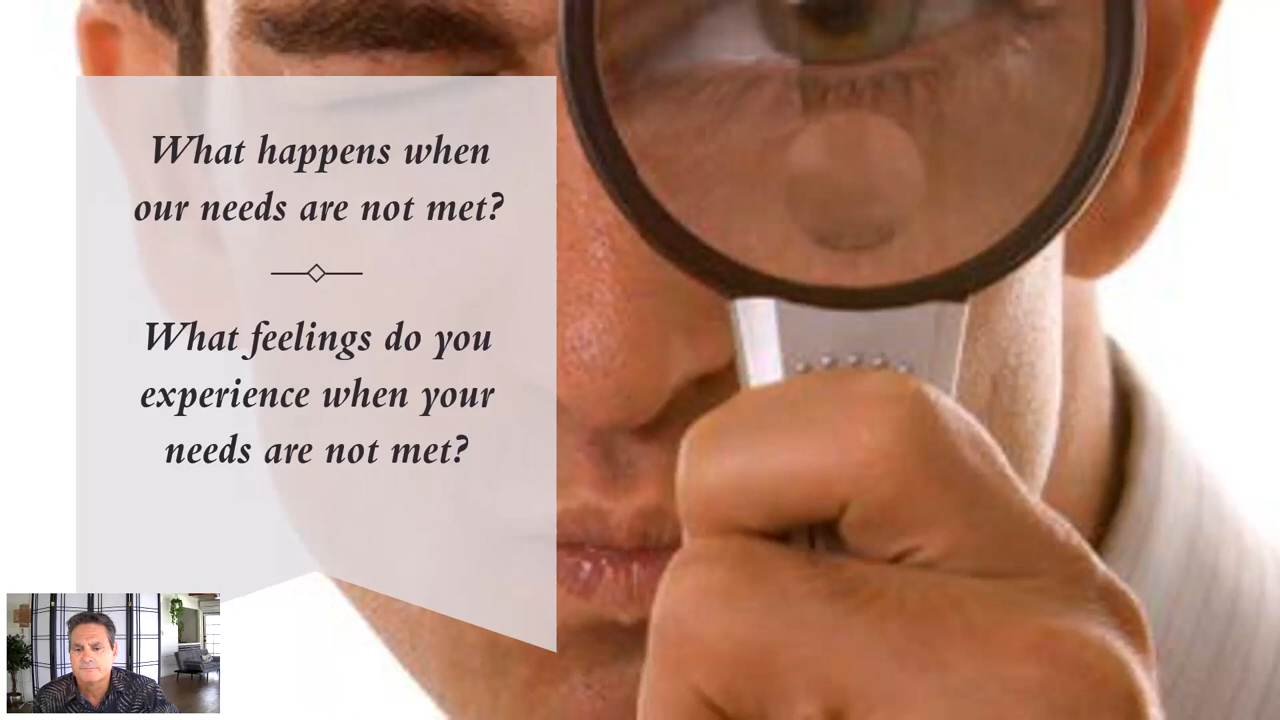 What happens when
our needs are not met?
What feelings do you
experience when your
needs are not met?